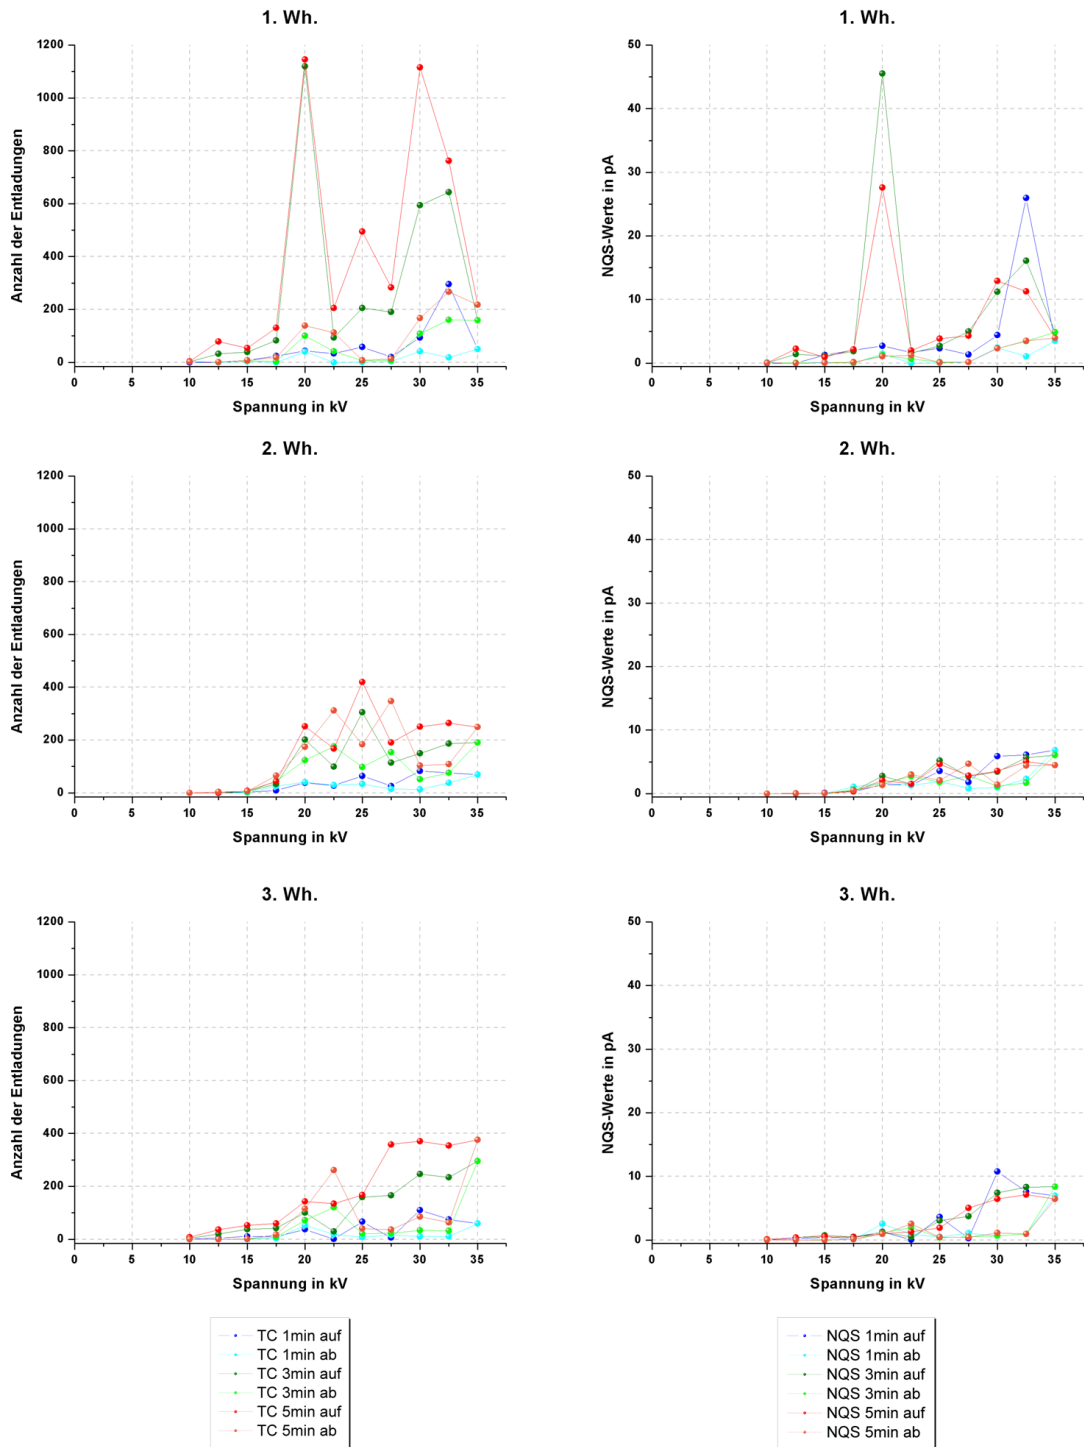 1. Wh.
1200
1000
800
600
400
200
0
Anzahl der Entladungen
0 5 10 15 20 25 30 35
Spannung in kV
1. Wh.
50
40
30
20
10
0
NQS-Werte in pA
0 5 10 15 20 25 30 35
Spannung in kV
2. Wh.
1200
1000
800
600
400
200
0
Anzahl der Entladungen
0 5 10 15 20 25 30 35
Spannung in kV
2. Wh.
50
40
30
20
10
0
NQS-Werte in pA
0 5 10 15 20 25 30 35
Spannung in kV
3. Wh.
1200
1000
800
600
400
200
0
Anzahl der Entladungen
0 5 10 15 20 25 30 35
Spannung in kV
3. Wh.
50
40
30
20
10
0
NQS-Werte in pA
0 5 10 15 20 25 30 35
Spannung in kV
TC 1min auf
TC 1min ab
TC 3min auf
TC 3min ab
TC 5min auf
TC 5min ab
NQS 1min auf
NQS 1min ab
NQS 3min auf
NQS 3min ab
NQS 5min auf
NQS 5min ab